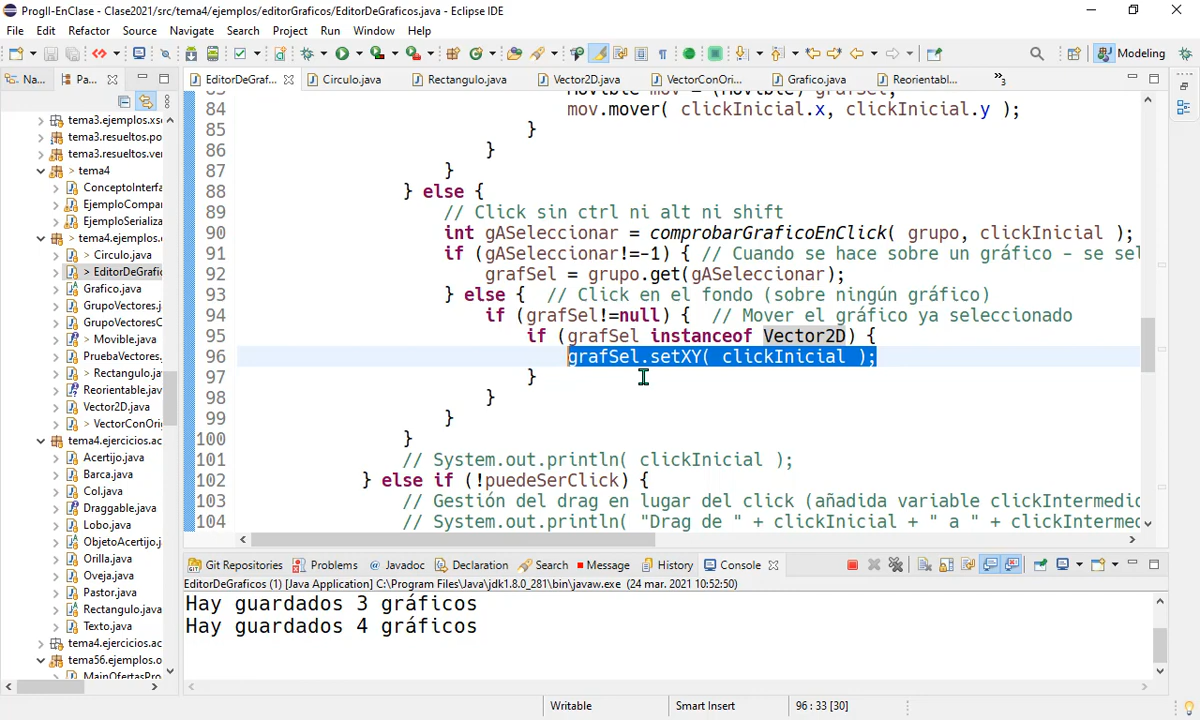 ProgII-EnClase - Clase2021/src/tema4/ejemplos/editorGraficos/EditorDeGraficos.java - Eclipse IDE
File Edit Refactor Source Navigate Search Project Run Window Help
Modeling
Na...
Pa...
EditorDeGraf...
Circulo.java
Rectangulo.java
Vector2D.java
VectorConOri...
Grafico.java
Reorientabl...
3
tema3.ejemplos.xs
tema3.resueltos.po
tema3.resueltos.ver
> tema4
ConceptoInterfa
EjemploCompar
EjemploSerializa
> tema4.ejemplos.
> Circulo.java
> EditorDeGrafic
Grafico.java
GrupoVectores.j
GrupoVectoresC
> Movible.java
PruebaVectores.
> Rectangulo.ja
Reorientable.jav
Vector2D.java
> VectorConOri
tema4.ejercicios.ac
Acertijo.java
Barca.java
Col.java
Draggable.java
Lobo.java
ObjetoAcertijo.j
Orilla.java
Oveja.java
Pastor.java
Rectangulo.java
Texto.java
tema4.ejercicios.ac
tema56.ejemplos.o
MainOfertasPro
83 Movible mov = (Movible) grafSel;
84 mov.mover( clickInicial.x, clickInicial.y );
85 }
86 }
87 }
88 } else {
89 // Click sin ctrl ni alt ni shift
90 int gASeleccionar = comprobarGraficoEnClick( grupo, clickInicial );
91 if (gASeleccionar!=-1) { // Cuando se hace sobre un gráfico - se sel
92 grafSel = grupo.get(gASeleccionar);
93 } else { // Click en el fondo (sobre ningún gráfico)
94 if (grafSel!=null) { // Mover el gráfico ya seleccionado
95 if (grafSel instanceof Vector2D) {
96 grafSel.setXY( clickInicial );
97 }
98 }
99 }
100 }
101 // System.out.println( clickInicial );
102 } else if (!puedeSerClick) {
103 // Gestión del drag en lugar del click (añadida variable clickIntermedio
104 // System.out.println( "Drag de " + clickInicial + " a " + clickIntermed
Git Repositories
Problems
Javadoc
Declaration
Search
Message
History
Console
EditorDeGraficos (1) [Java Application] C:\Program Files\Java\jdk1.8.0_281\bin\javaw.exe (24 mar. 2021 10:52:50)
Hay guardados 3 gráficos
Hay guardados 4 gráficos
Writable
Smart Insert
96 : 33 [30]